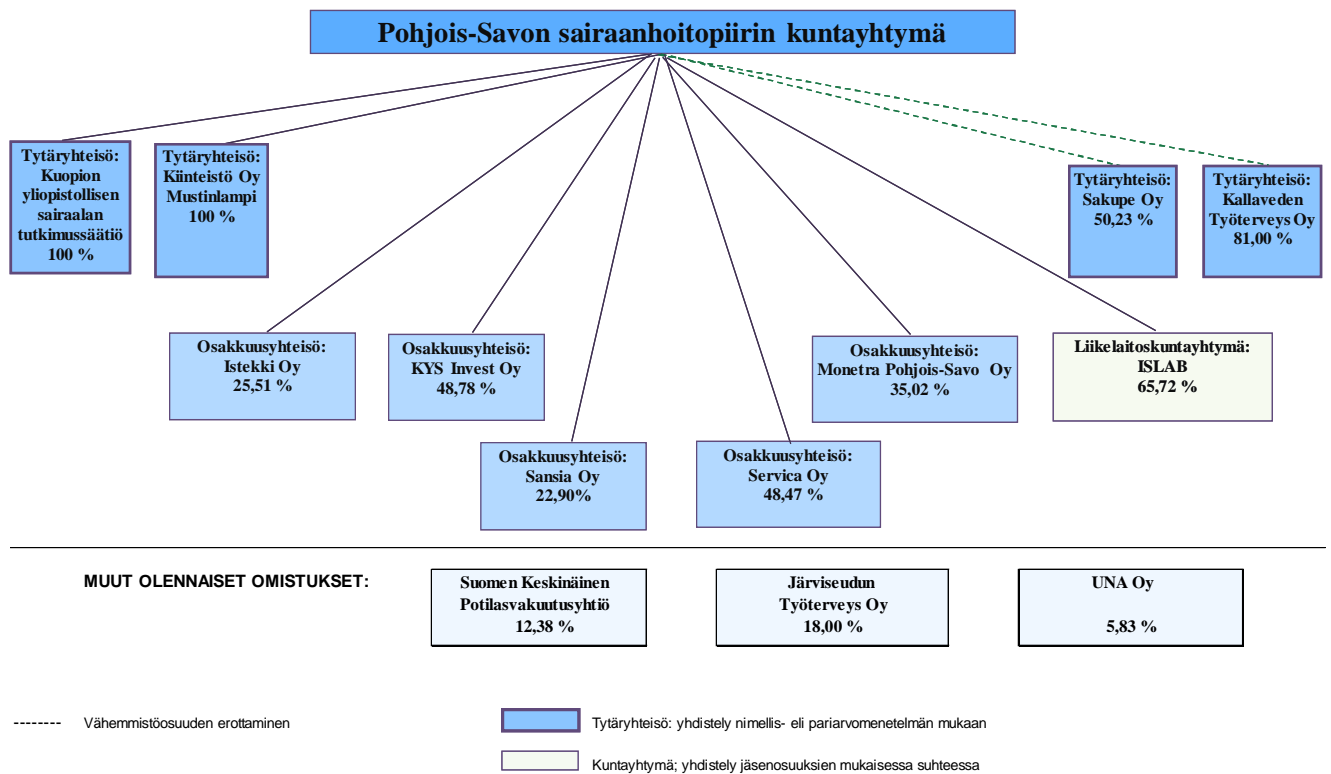 Pohjois-Savon sairaanhoitopiirin kuntayhtymä
Tytäryhteisö:
Kuopion
yliopistollisen
sairaalan
tutkimussäätiö
100 %
Tytäryhteisö:
Kiinteistö Oy
Mustinlampi
100 %
Tytäryhteisö:
Sakupe Oy
50,23 %
Tytäryhteisö:
Kallaveden
Työterveys Oy
81,00 %
Osakkuusyhteisö:
Istekki Oy
25,51 %
Osakkuusyhteisö:
KYS Invest Oy
48,78 %
Osakkuusyhteisö:
Monetra Pohjois-Savo Oy
35,02 %
Liikelaitoskuntayhtymä:
ISLAB
65,72 %
Osakkuusyhteisö:
Sansia Oy
22,90%
Osakkuusyhteisö:
Servica Oy
48,47 %
MUUT OLENNAISET OMISTUKSET:
Suomen Keskinäinen
Potilasvakuutusyhtiö
12,38 %
Järviseudun
Työterveys Oy
18,00 %
UNA Oy
5,83 %
-------- Vähemmistöosuuden erottaminen
Tytäryhteisö: yhdistely nimellis- eli pariarvomenetelmän mukaan
Kuntayhtymä; yhdistely jäsenosuuksien mukaisessa suhteessa